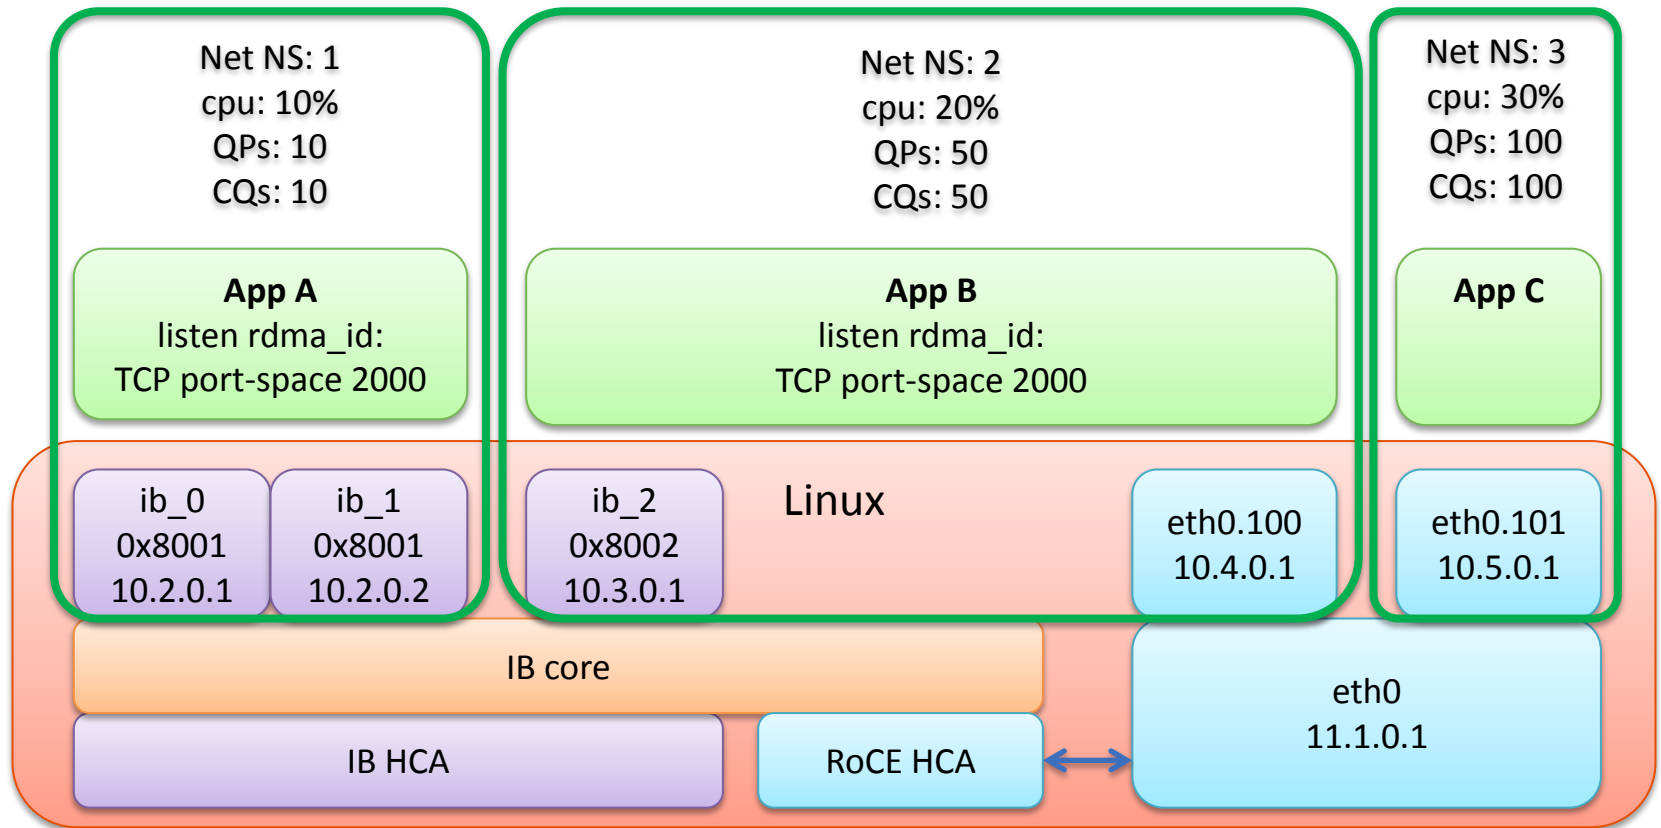 Net NS: 1
cpu: 10%
QPs: 10
CQs: 10
Net NS: 2
cpu: 20%
QPs: 50
CQs: 50
Net NS: 3
cpu: 30%
QPs: 100
CQs: 100
App A
listen rdma_id:
TCP port-space 2000
App B
listen rdma_id:
TCP port-space 2000
App C
ib_0
0x8001
10.2.0.1
ib_1
0x8001
10.2.0.2
ib_2
0x8002
10.3.0.1
Linux
eth0.100
10.4.0.1
eth0.101
10.5.0.1
IB core
IB HCA
RoCE HCA
eth0
11.1.0.1